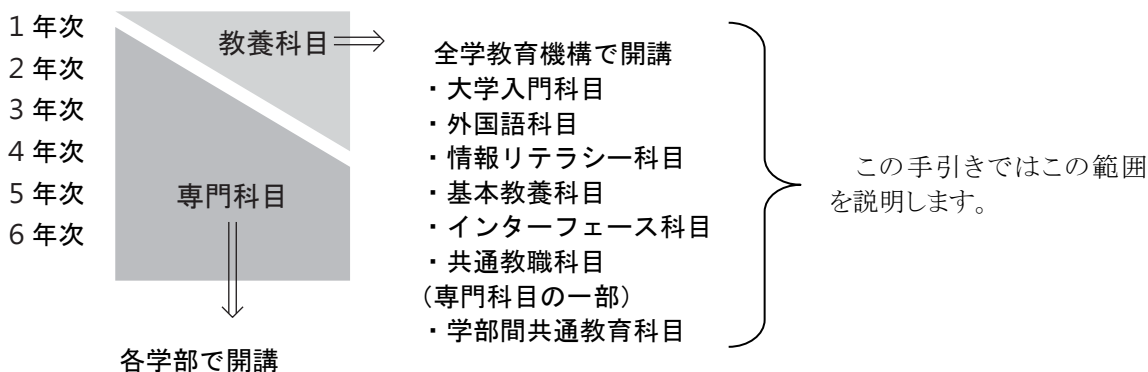 1 年次
2 年次
3 年次
4 年次
5 年次
6 年次
教養科目
専門科目
各学部で開講
全学教育機構で開講
・大学入門科目
・外国語科目
・情報リテラシー科目
・基本教養科目
・インターフェース科目
・共通教職科目
（専門科目の一部）
・学部間共通教育科目
この手引きではこの範囲
を説明します。